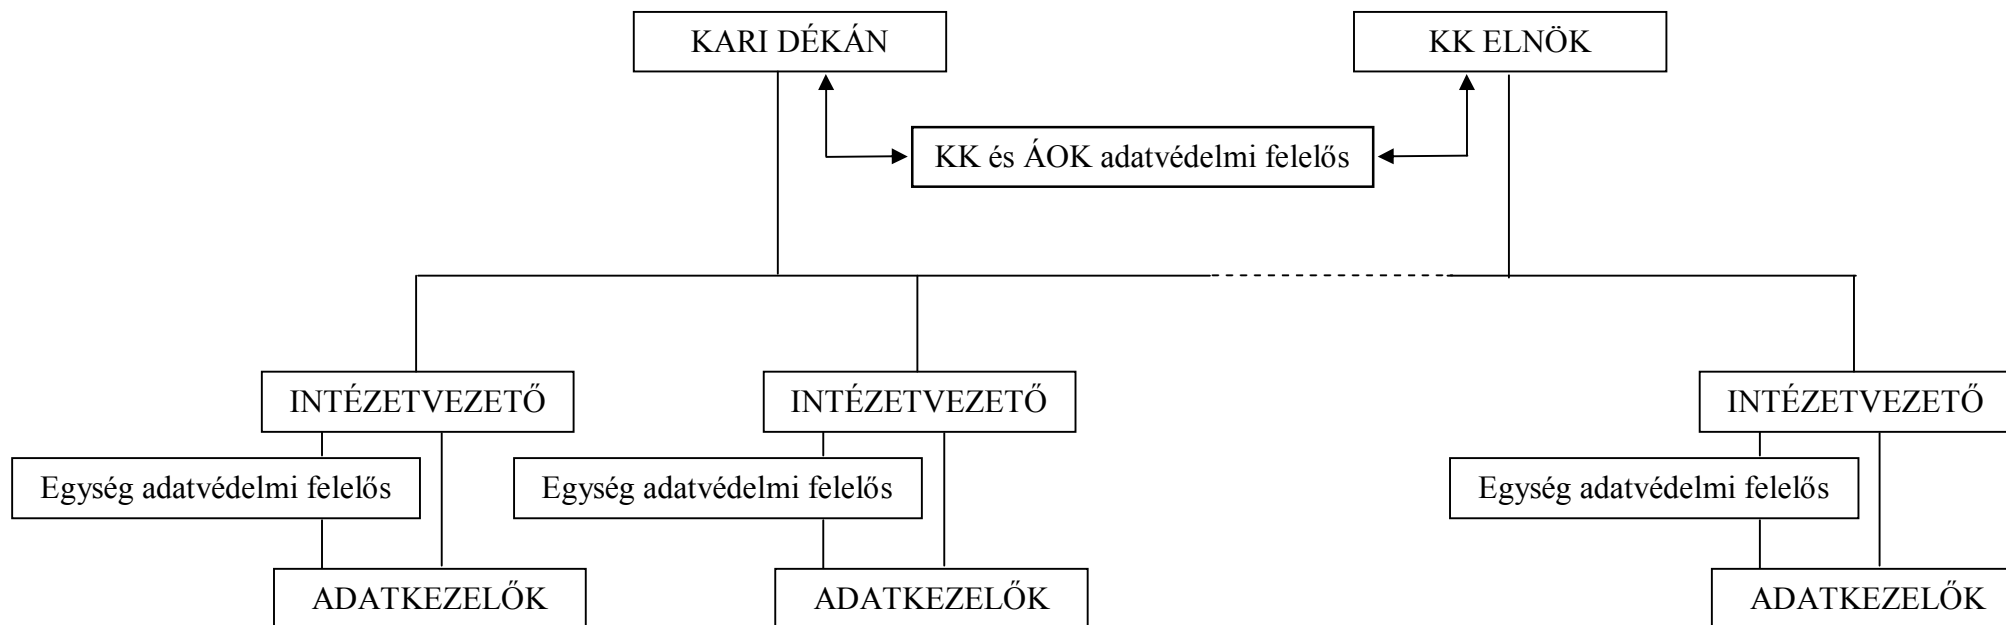 KARI DÉKÁN
KK ELNÖK
KK és ÁOK adatvédelmi felelős
INTÉZETVEZETŐ
INTÉZETVEZETŐ
INTÉZETVEZETŐ
Egység adatvédelmi felelős
Egység adatvédelmi felelős
Egység adatvédelmi felelős
ADATKEZELŐK
ADATKEZELŐK
ADATKEZELŐK